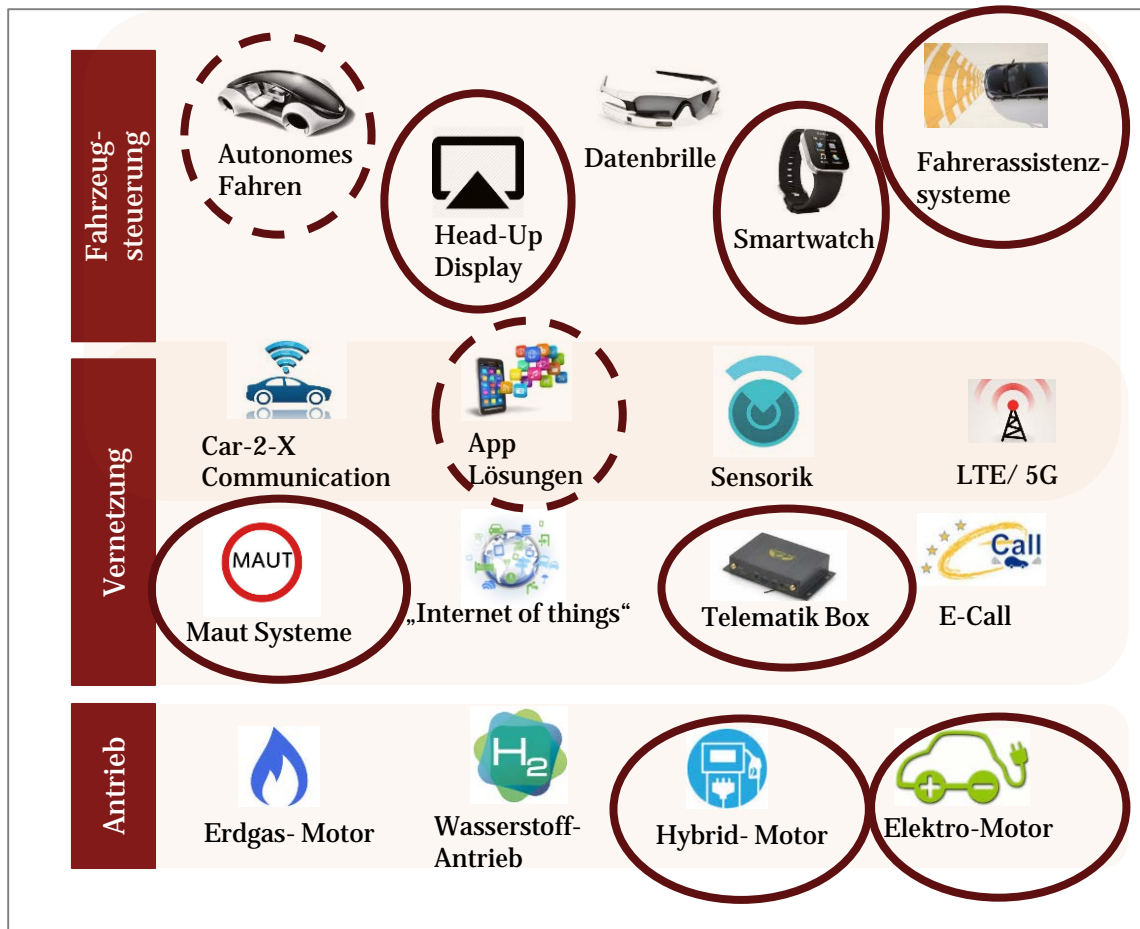 Fahrzeug-
steuerung
Autonomes
Fahren
Head-Up
Display
Datenbrille
Smartwatch
Fahrerassistenz-
systeme
Vernetzung
Car-2-X
Communication
App
Lösungen
Sensorik
LTE/ 5G
MAUT
Maut Systeme
„Internet of things“
Telematik Box
Call
E-Call
Antrieb
Erdgas- Motor
H2
Wasserstoff-
Antrieb
Hybrid- Motor
Elektro-Motor